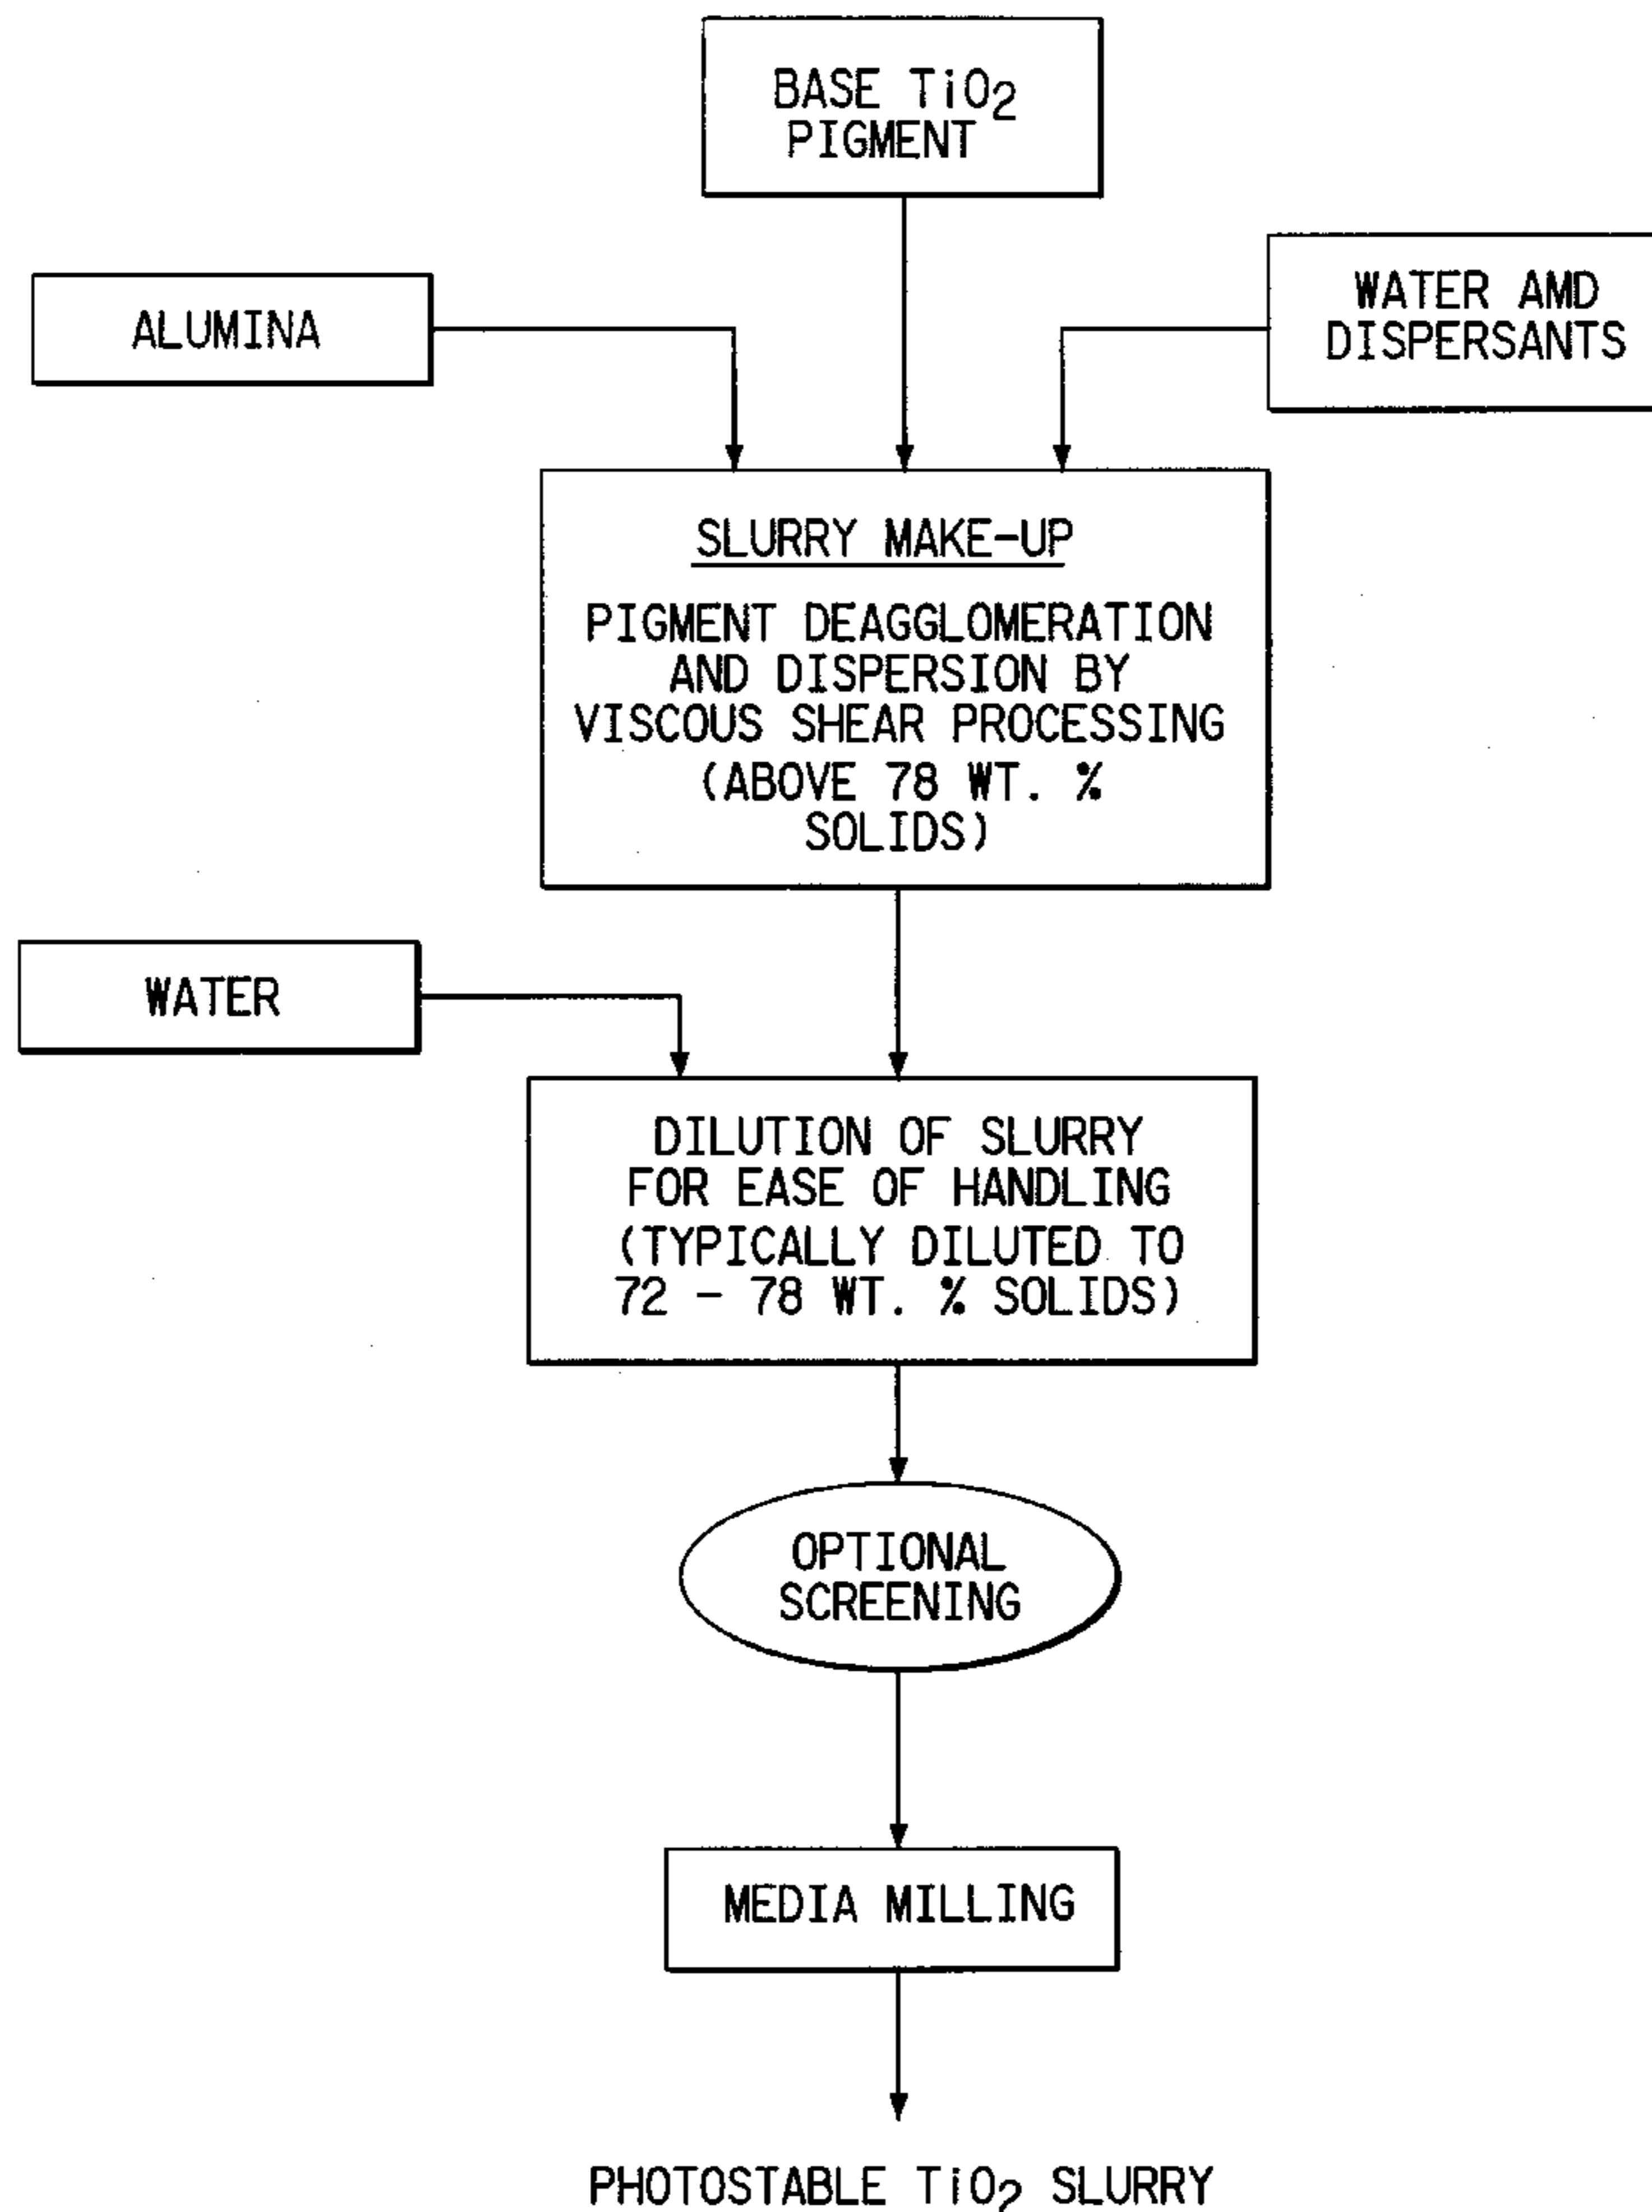 BASE TiO2
PIGMENT
ALUMINA
WATER AMD
DISPERSANTS
SLURRY MAKE-UP
PIGMENT DEAGGLOMERATION
AND DISPERSION BY
VISCOUS SHEAR PROCESSING
(ABOVE 78 WT. %
SOLIDS)
WATER
DILUTION OF SLURRY
FOR EASE OF HANDLING
(TYPICALLY DILUTED TO
72 – 78 WT. % SOLIDS)
OPTIONAL
SCREENING
MEDIA MILLING
PHOTOSTABLE TiO2 SLURRY